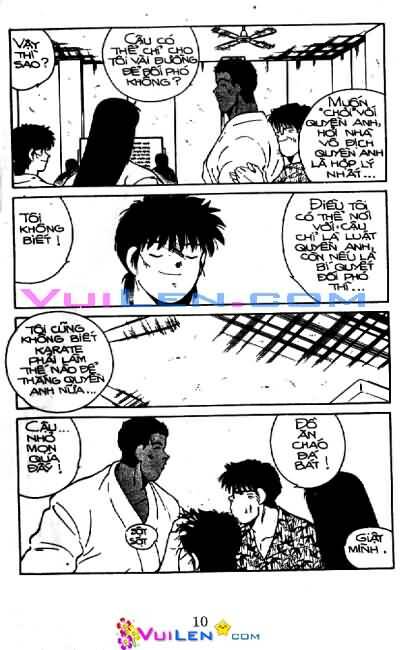 VẬY
THÌ
SAO?
CẬU CÓ
THỂ CHỈ CHO
TÔI VÀI ĐƯỜNG
ĐỂ ĐỐI PHÓ
KHÔNG?
MUỐN
"CHƠI" VỚI
QUYỀN ANH,
HỎI NHÀ
VÔ ĐỊCH
QUYỀN ANH
LÀ HỢP LÝ
NHẤT...
TÔI
KHÔNG
BIẾT!
ĐIỀU TÔI
CÓ THỂ NÓI
VỚI CẬU
CHỈ LÀ LUẬT
QUYỀN ANH,
CÒN NẾU LÀ
BÍ QUYẾT
ĐỐI PHÓ
THÌ...
VUILEN.COM
TÔI CŨNG
KHÔNG BIẾT
KARATE
PHẢI LÀM
THẾ NÀO ĐỂ
THẮNG QUYỀN
ANH NỮA...
CẬU...
NHỎ
MỌN
QUÁ
ĐẤY!
ĐỒ
ĂN
CHÁO
ĐÁ
BÁT!
SỘT
SỘT
GIẬT
MÌNH.
10
VUILEN.COM